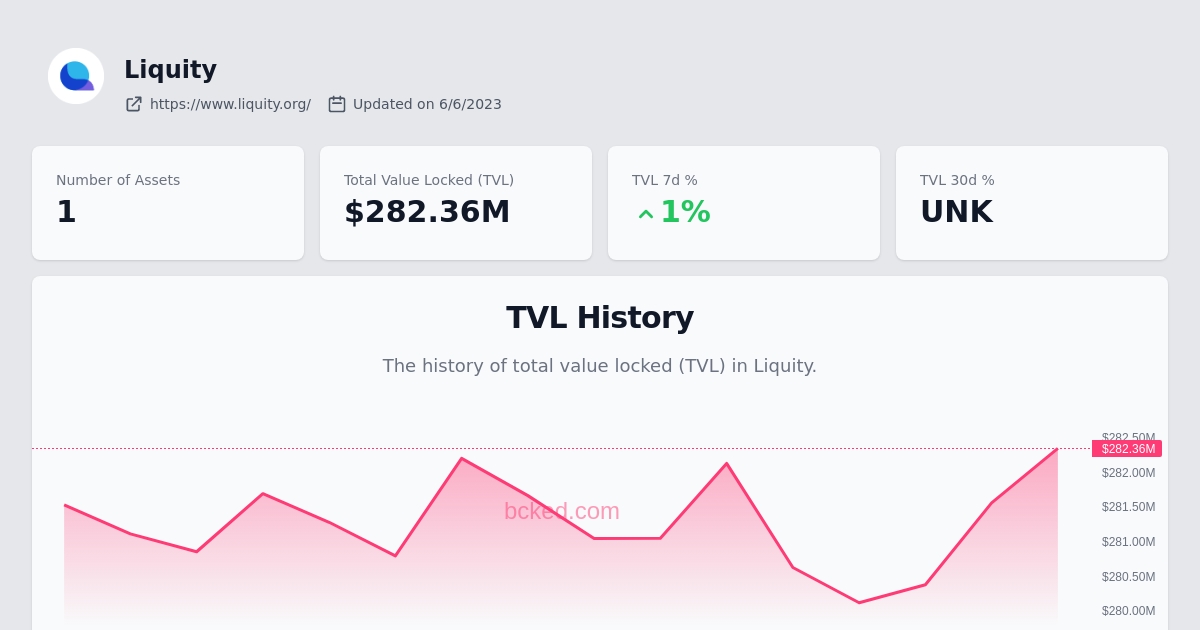 Liquity
https://www.liquity.org/ Updated on 6/6/2023
Number of Assets
1
Total Value Locked (TVL)
$282.36M
TVL 7d %
1%
TVL 30d %
UNK
TVL History
The history of total value locked (TVL) in Liquity.
bcked.com
$282.50M
$282.36M
$282.00M
$281.50M
$281.00M
$280.50M
$280.00M